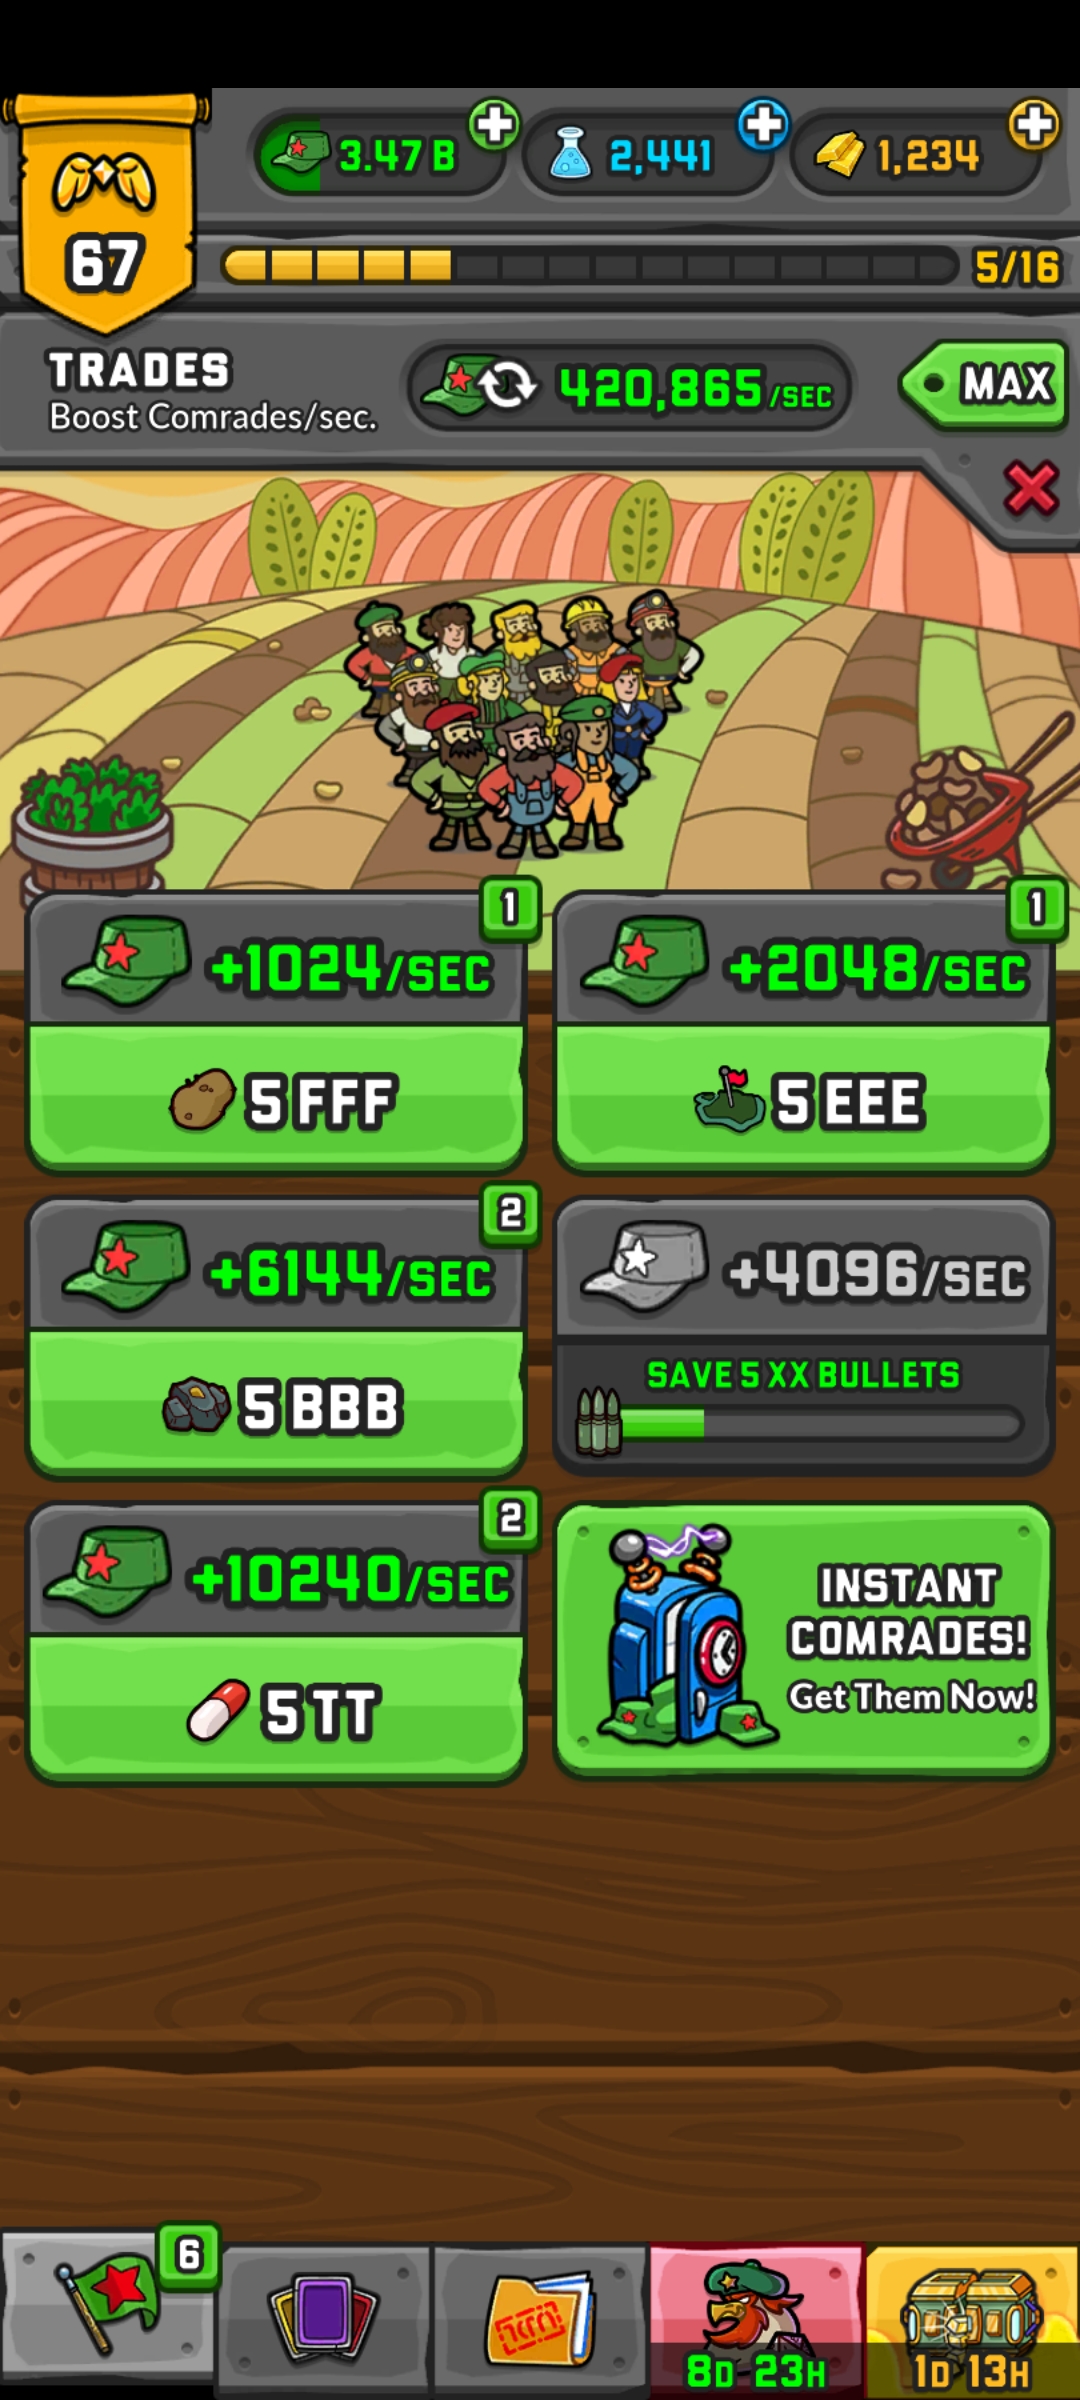 3.47 B
2,441
1,234
67
5/16
TRADES
Boost Comrades/sec.
420,865/SEC
MAX
1
+1024/SEC
5 FFF
1
+2048/SEC
5 EEE
2
+6144/SEC
5 BBB
+4096/SEC
SAVE 5 XX BULLETS
2
+10240/SEC
5 TT
INSTANT
COMRADES!
Get Them Now!
6
8D 23H
1D 13H